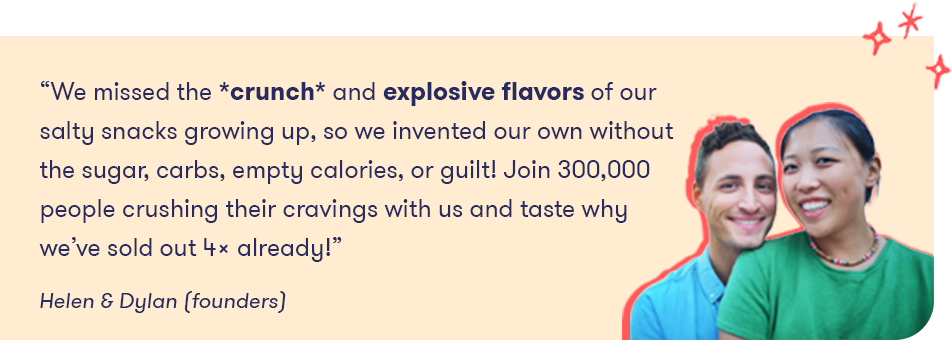 “We missed the *crunch* and explosive flavors of our
salty snacks growing up, so we invented our own without
the sugar, carbs, empty calories, or guilt! Join 300,000
people crushing their cravings with us and taste why
we’ve sold out 4× already!”
Helen & Dylan (founders)